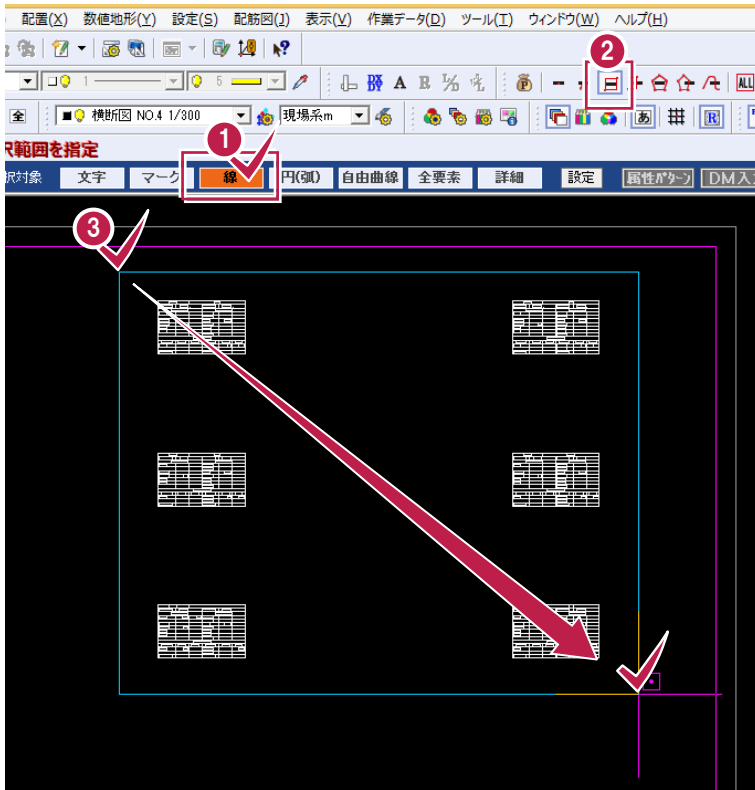 配置(X) 数値地形(Y) 設定(S) 配筋図(J) 表示(V) 作業データ(D) ツール(T) ウィンドウ(W) ヘルプ(H)
2
1 5 A B ALL
全 横断図 NO.4 1/300 現場系m あ R
択範囲を指定
1
択対象 文字 マーク 線 円(弧) 自由曲線 全要素 詳細 設定 属性パターン DM入
3